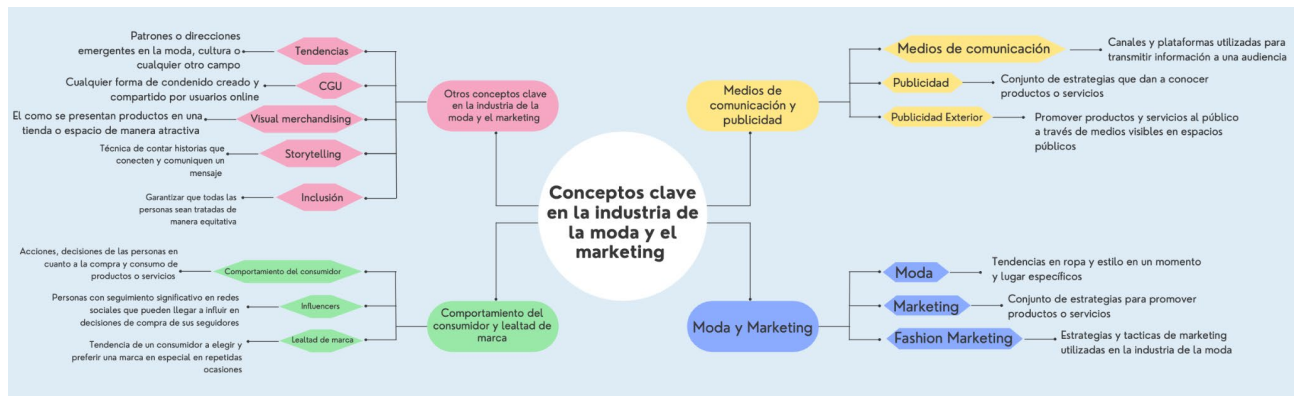 Conceptos clave
en la industria de
la moda y el
marketing
Otros conceptos clave
en la industria de la
moda y el marketing
Tendencias
Patrones o direcciones
emergentes en la moda, cultura o
cualquier otro campo
CGU
Cualquier forma de condenido creado y
compartido por usuarios online
Visual merchandising
El como se presentan productos en una
tienda o espacio de manera atractiva
Storytelling
Técnica de contar historias que
conecten y comuniquen un
mensaje
Inclusión
Garantizar que todas las
personas sean tratadas de
manera equitativa
Medios de
comunicación y
publicidad
Medios de comunicación
Canales y plataformas utilizadas para
transmitir información a una audiencia
Publicidad
Conjunto de estrategias que dan a conocer
productos o servicios
Publicidad Exterior
Promover productos y servicios al público
a través de medios visibles en espacios
públicos
Comportamiento del
consumidor y lealtad de
marca
Comportamiento del consumidor
Acciones, decisiones de las personas en
cuanto a la compra y consumo de
productos o servicios
Influencers
Personas con seguimiento significativo en redes
sociales que pueden llegar a influir en
decisiones de compra de sus seguidores
Lealtad de marca
Tendencia de un consumidor a elegir y
preferir una marca en especial en repetidas
ocasiones
Moda y Marketing
Moda
Tendencias en ropa y estilo en un momento
y lugar específicos
Marketing
Conjunto de estrategias para promover
productos o servicios
Fashion Marketing
Estrategias y tacticas de marketing
utilizadas en la industria de la moda